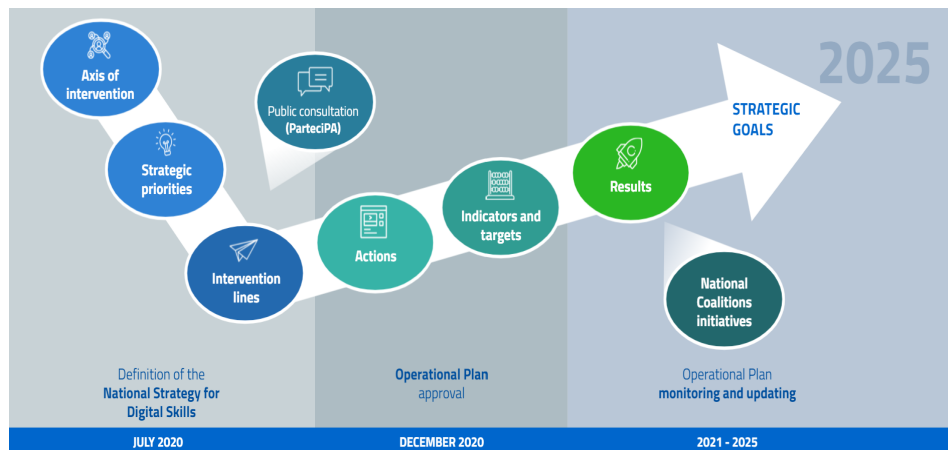 2025
Axis of
intervention
Public consultation
(ParteciPA)
STRATEGIC
GOALS
Strategic
priorities
Results
Indicators and
targets
Actions
Intervention
lines
National
Coalitions
initiatives
Definition of the
National Strategy for
Digital Skills
Operational Plan
approval
Operational Plan
monitoring and updating
JULY 2020
DECEMBER 2020
2021 - 2025